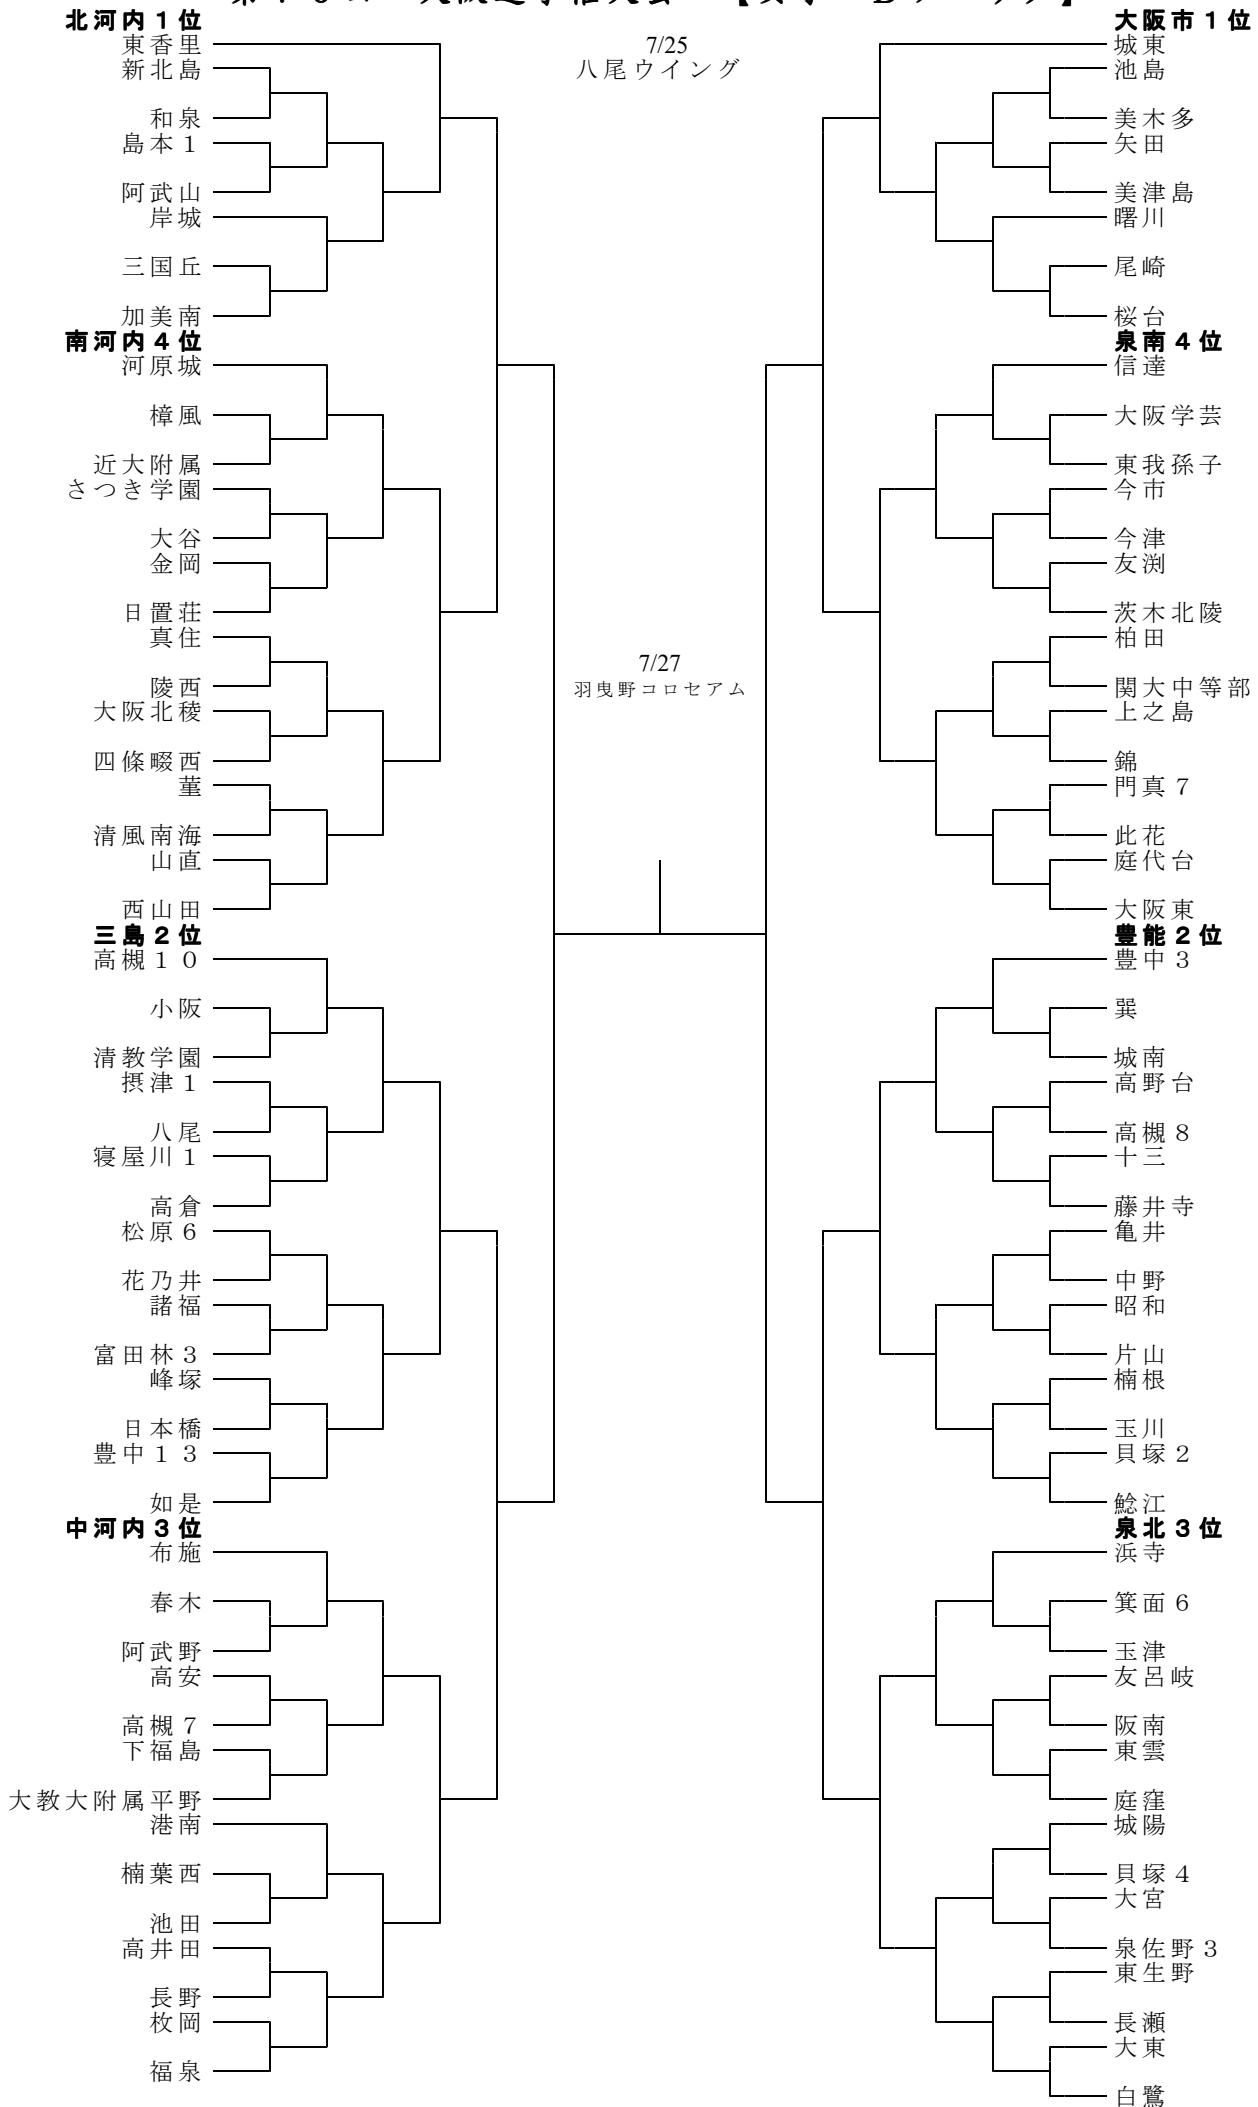 北河内１位
東香里
新北島
和泉
島本１
阿武山
岸城
三国丘
加美南
南河内４位
河原城
樟風
近大附属
さつき学園
大谷
金岡
日置荘
真住
陵西
大阪北稜
四條畷西
菫
清風南海
山直
西山田
三島２位
高槻１０
小阪
清教学園
摂津１
八尾
寝屋川１
高倉
松原６
花乃井
諸福
富田林３
峰塚
日本橋
豊中１３
如是
中河内３位
布施
春木
阿武野
高安
高槻７
下福島
大教大附属平野
港南
楠葉西
池田
高井田
長野
枚岡
福泉
7/25
八尾ウイング
7/27
羽曳野コロセアム
大阪市１位
城東
池島
美木多
矢田
美津島
曙川
尾崎
桜台
泉南４位
信達
大阪学芸
東我孫子
今市
今津
友渕
茨木北陵
柏田
関大中等部
上之島
錦
門真７
此花
庭代台
大阪東
豊能２位
豊中３
巽
城南
高野台
高槻８
十三
藤井寺
亀井
中野
昭和
片山
楠根
玉川
貝塚２
鯰江
泉北３位
浜寺
箕面６
玉津
友呂岐
阪南
東雲
庭窪
城陽
貝塚４
大宮
泉佐野３
東生野
長瀬
大東
白鷺